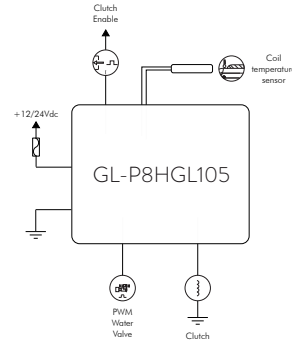 Clutch
Enable
Coil
temperature
sensor
+12/24Vdc
GL-P8HGL105
PWM
Water
Valve
Clutch